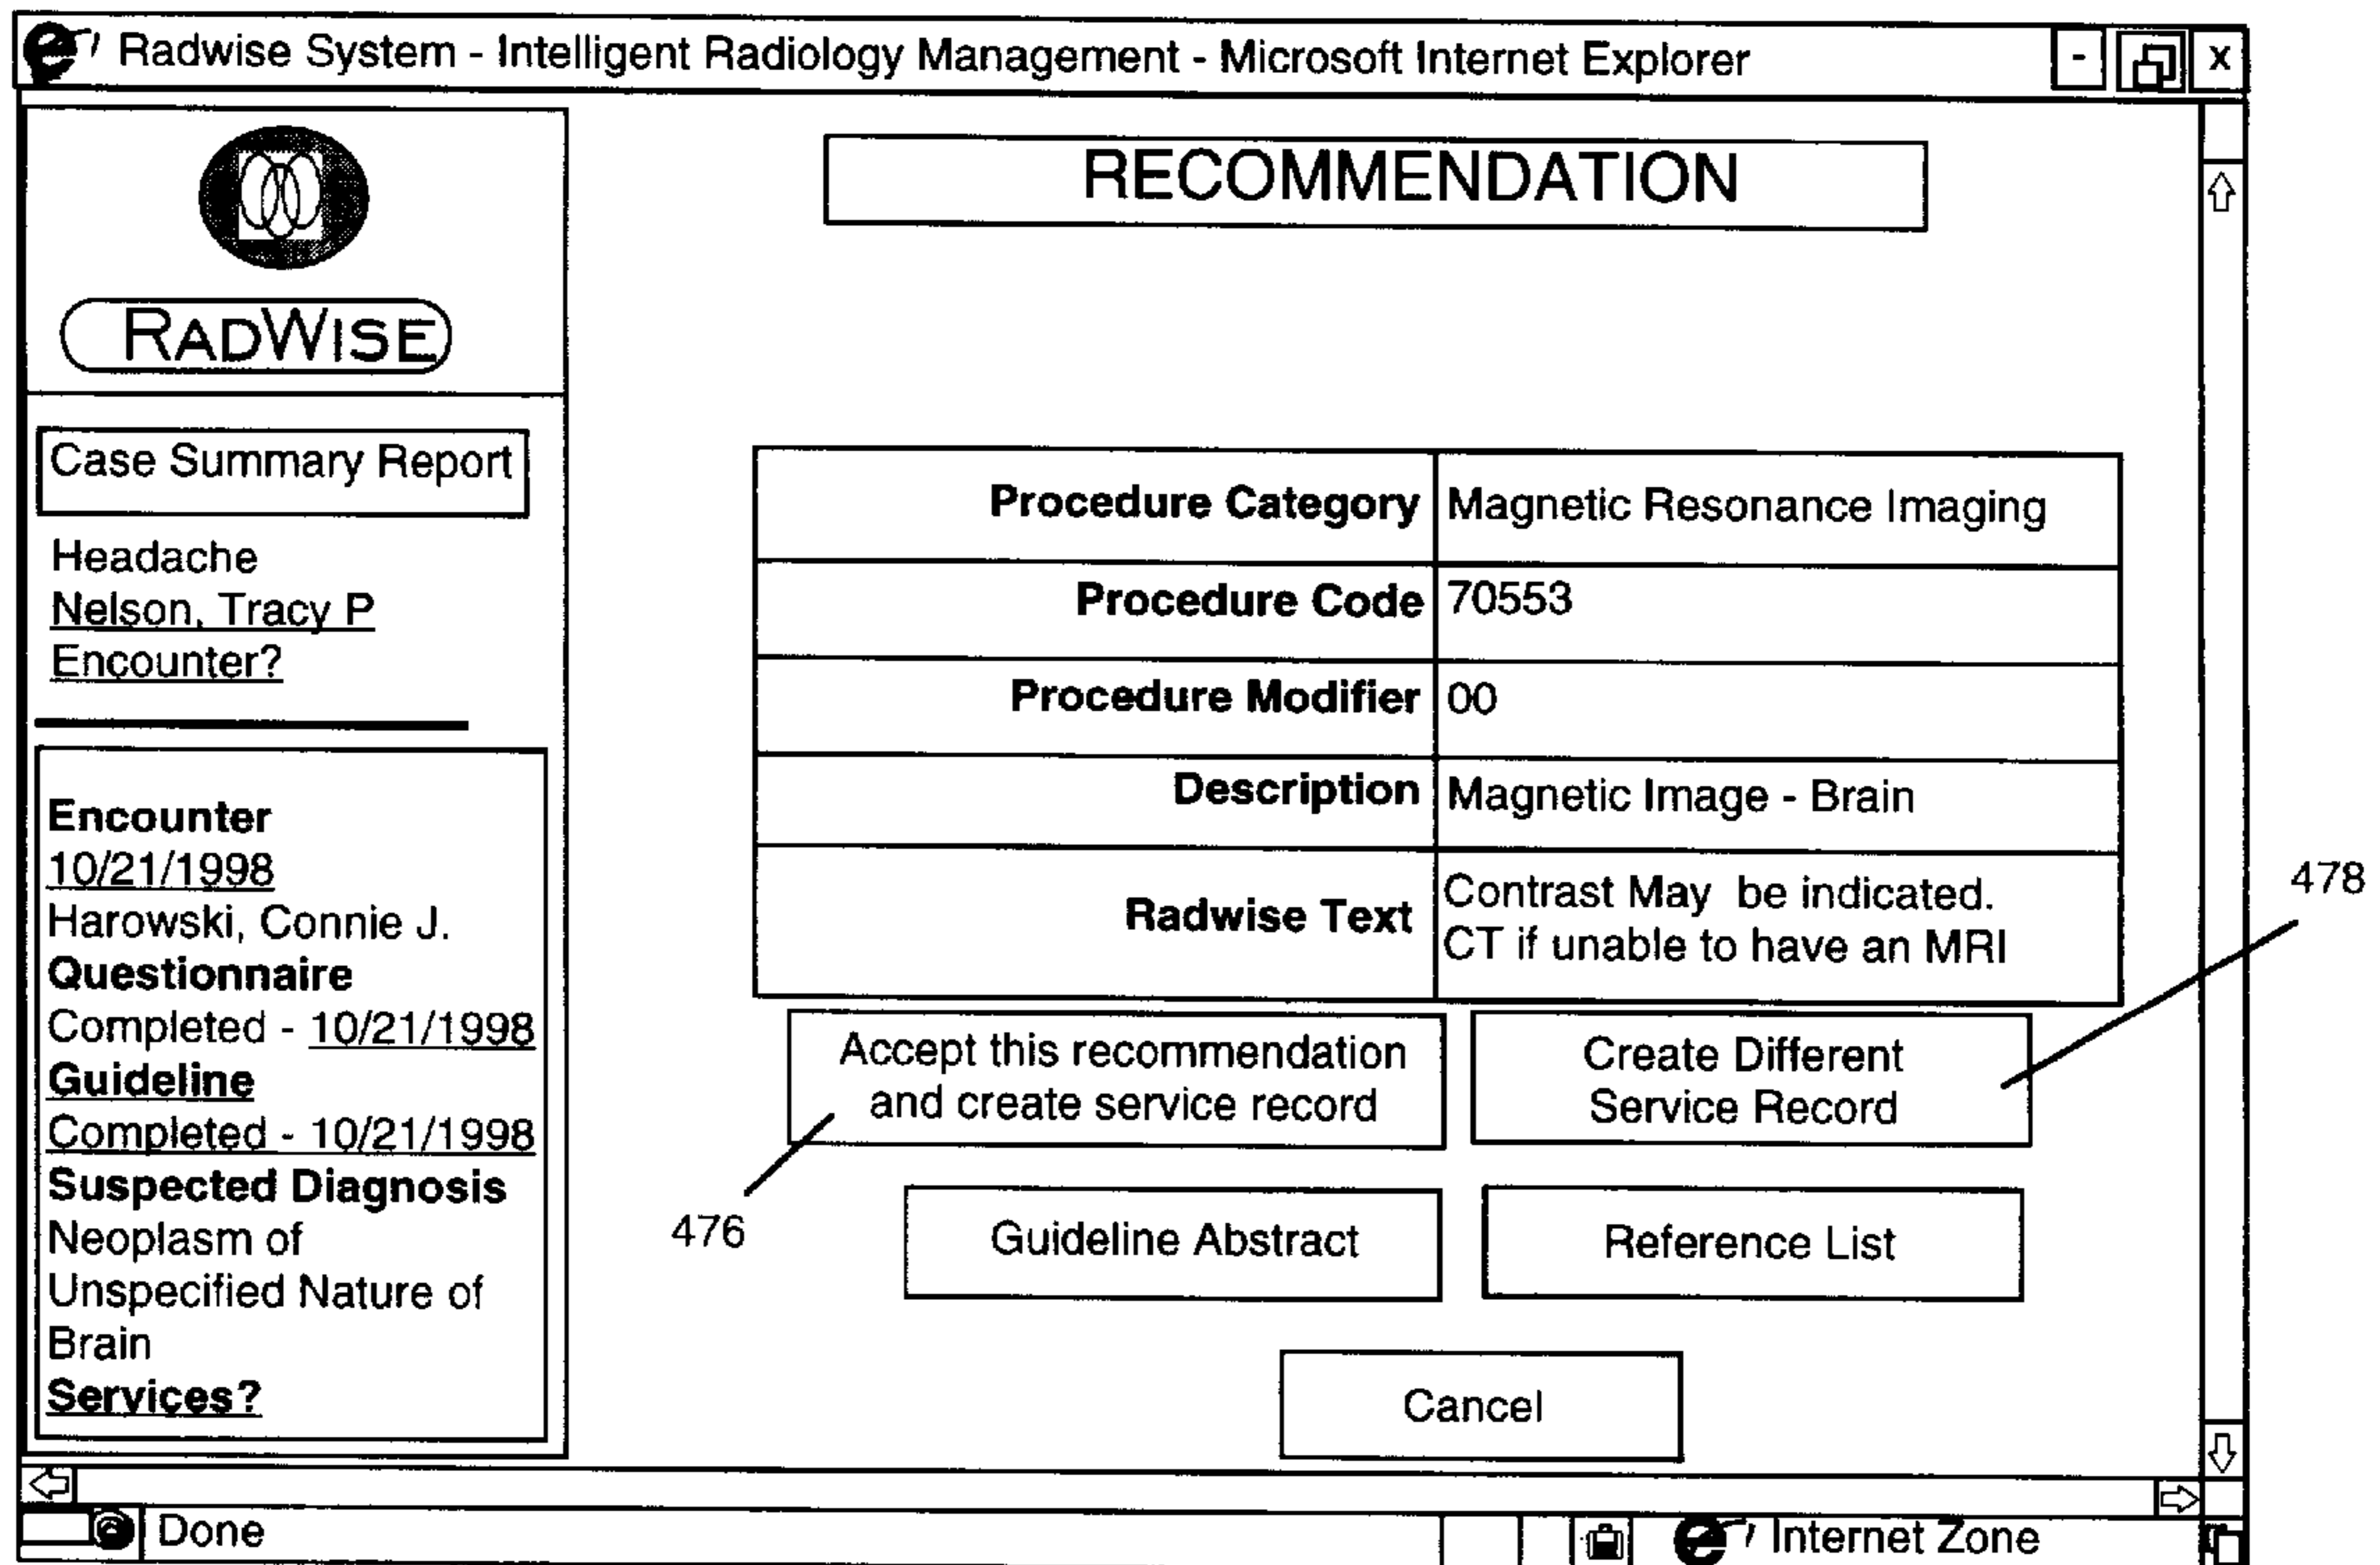 Radwise System - Intelligent Radiology Management - Microsoft Internet Explorer
- X
RADWISE
Case Summary Report
Headache
Nelson, Tracy P
Encounter?
Encounter
10/21/1998
Harowski, Connie J.
Questionnaire
Completed - 10/21/1998
Guideline
Completed - 10/21/1998
Suspected Diagnosis
Neoplasm of
Unspecified Nature of
Brain
Services?
RECOMMENDATION
Procedure Category Magnetic Resonance Imaging
Procedure Code 70553
Procedure Modifier 00
Description Magnetic Image - Brain
Radwise Text Contrast May be indicated.
CT if unable to have an MRI
478
Accept this recommendation
and create service record
Create Different
Service Record
476
Guideline Abstract
Reference List
Cancel
Done
Internet Zone